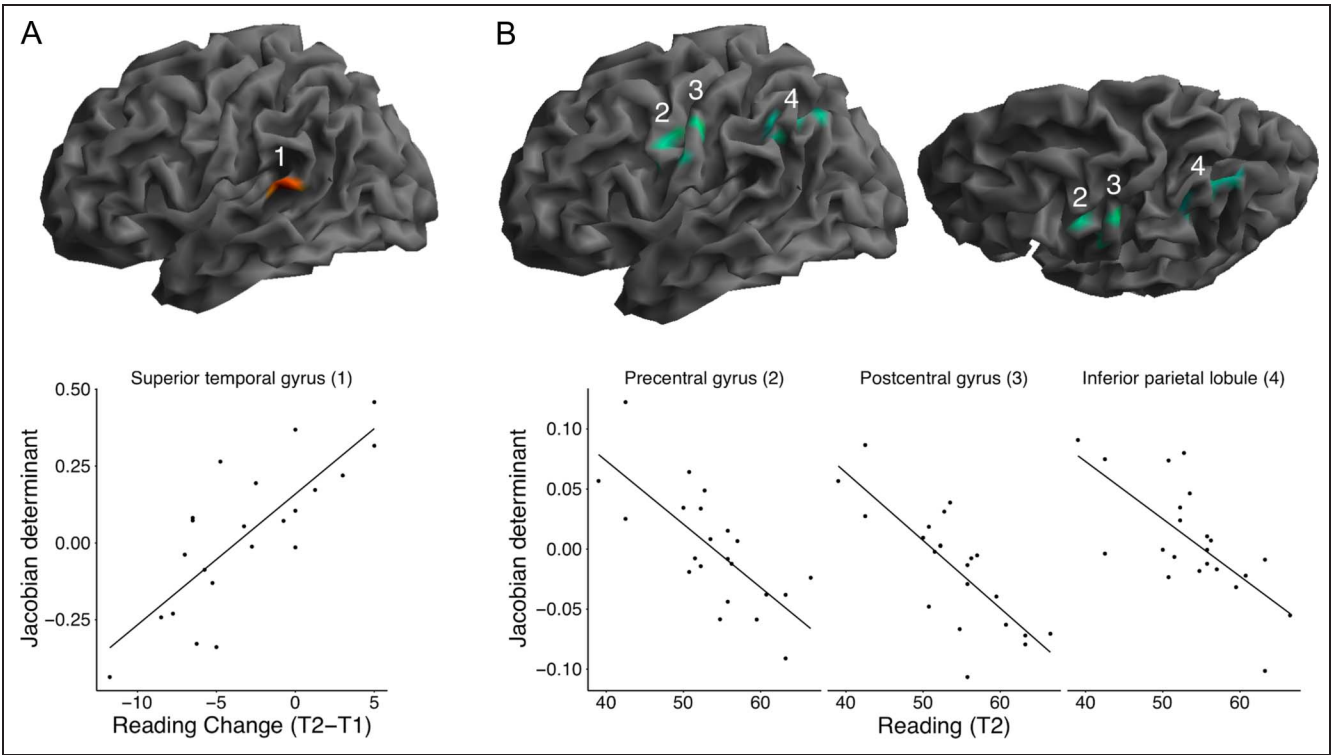 A
B
1
2
3
4
2
3
4
Superior temporal gyrus (1)
Jacobian determinant
0.50
0.25
0.00
−0.25
−10 −5 0 5
Reading Change (T2−T1)
Precentral gyrus (2) Postcentral gyrus (3) Inferior parietal lobule (4)
Jacobian determinant
0.10
0.05
0.00
−0.05
−0.10
40 50 60 40 50 60 40 50 60
Reading (T2)